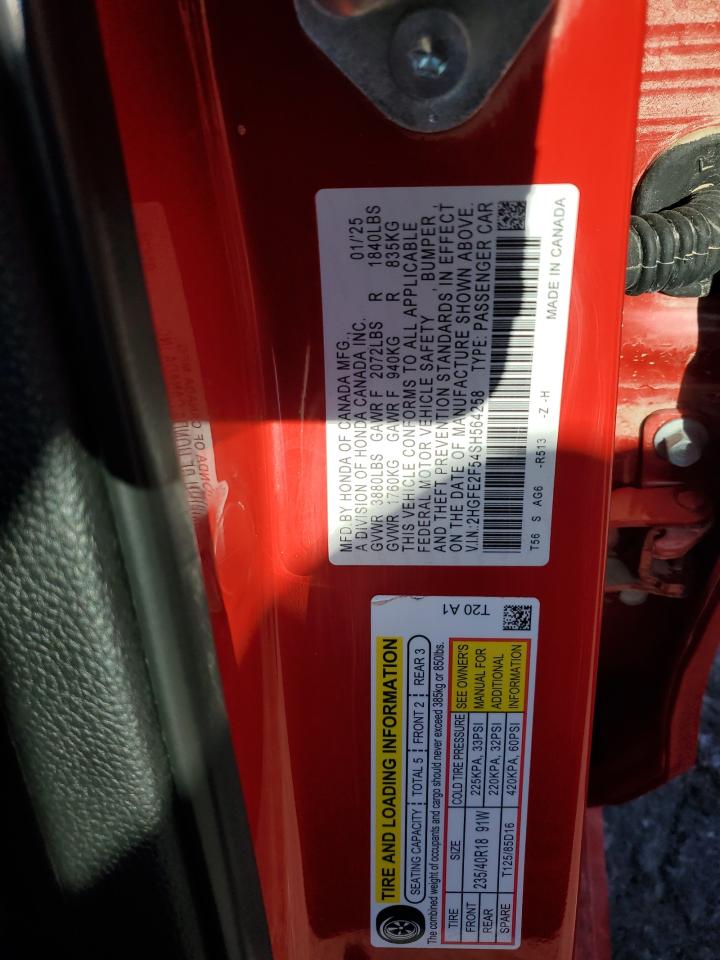 MFD.BY HONDA OF CANADA MFG.,
A DIVISION OF HONDA CANADA INC. 01/'25
GVWR 3880LBS GAWR F 2072LBS R 1840LBS
GVWR 1760KG GAWR F 940KG R 835KG
THIS VEHICLE CONFORMS TO ALL APPLICABLE
FEDERAL MOTOR VEHICLE SAFETY , BUMPER ,
AND THEFT PREVENTION STANDARDS IN EFFECT
ON THE DATE OF MANUFACTURE SHOWN ABOVE.
V.I.N.:2HGFE2F54SH564258 TYPE: PASSENGER CAR
T56 S AG6 -R513 -Z -H
MADE IN CANADA
TIRE AND LOADING INFORMATION
T20 A1
SEATING CAPACITY | TOTAL 5 | FRONT 2 | REAR 3
The combined weight of occupants and cargo should never exceed 385kg or 850lbs.
TIRE SIZE COLD TIRE PRESSURE SEE OWNER'S MANUAL FOR ADDITIONAL INFORMATION
FRONT 235/40R18 91W 225KPA, 33PSI
REAR 220KPA, 32PSI
SPARE T125/85D16 420KPA, 60PSI